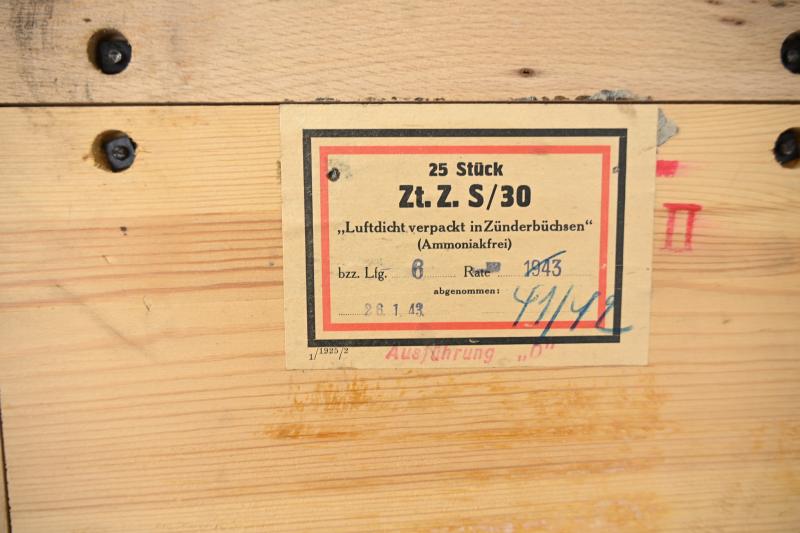 25 Stück
Zt. Z. S/30
„Luftdicht verpackt in Zünderbüchsen“
(Ammoniakfrei)
bzz. Lfg. 6 Rate 1943
abgenommen:
26. 1. 43. 41/42
1/1925/2
Ausführung „b“
II